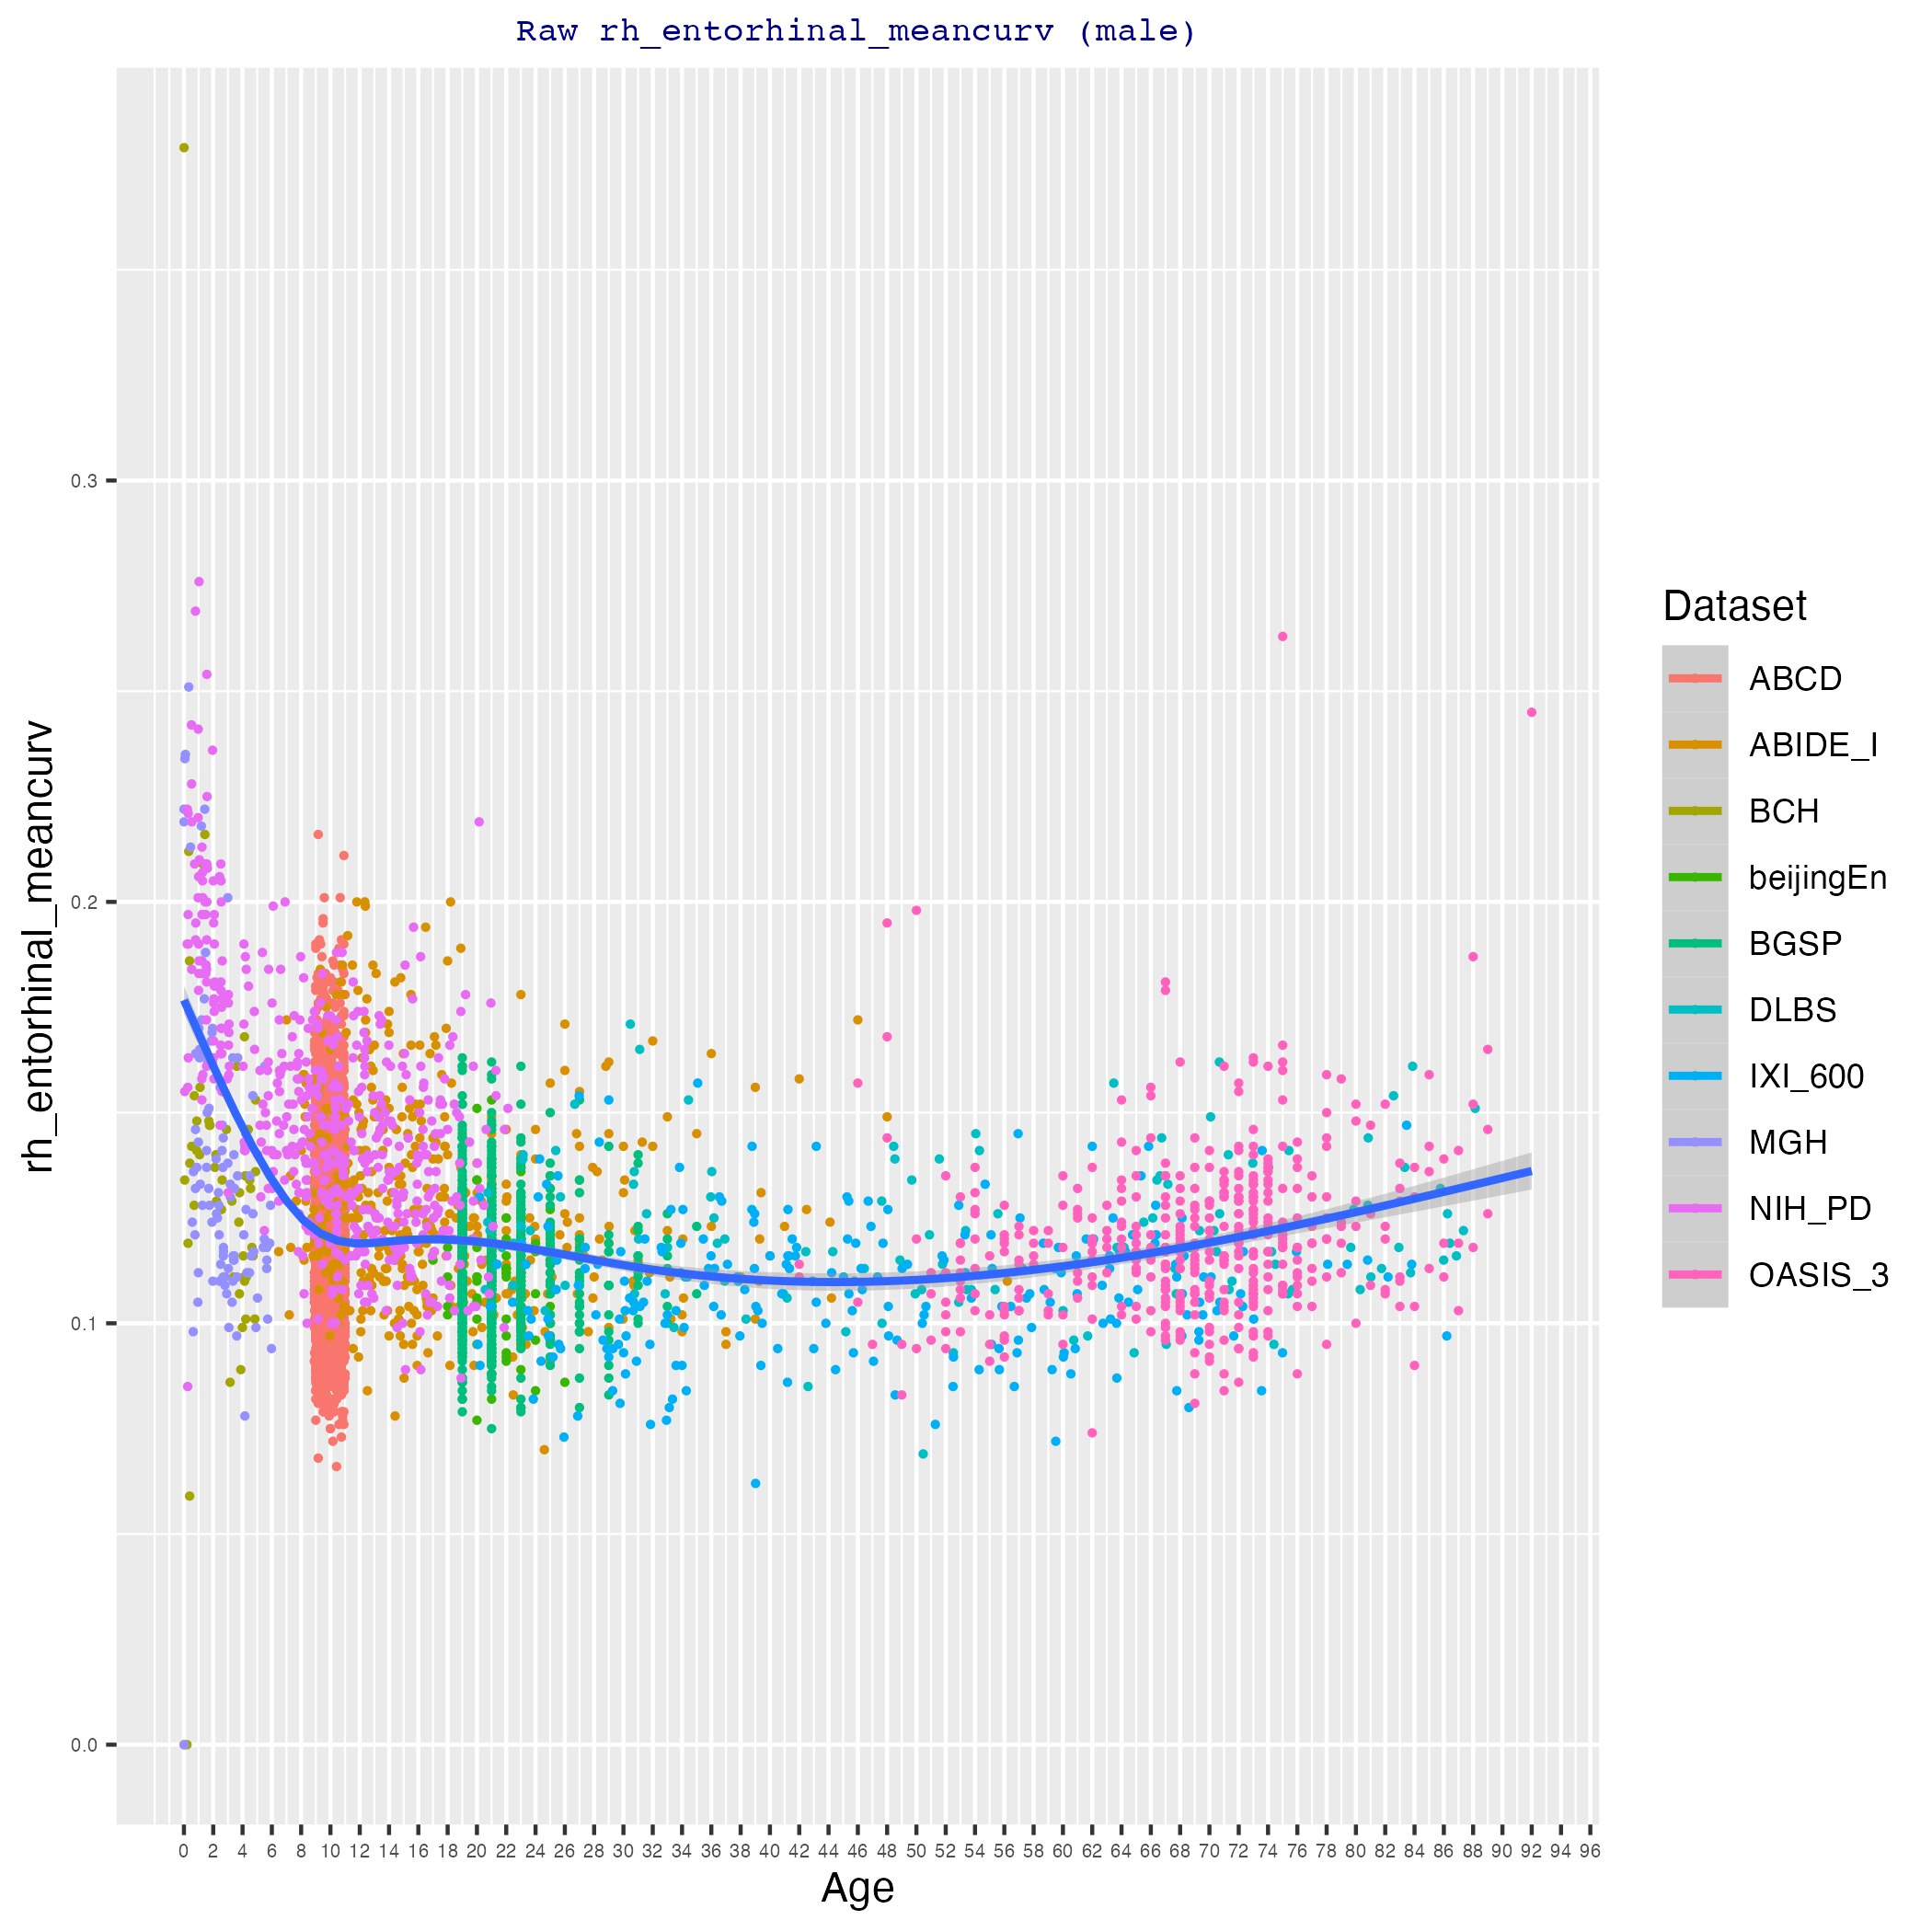 Raw rh_entorhinal_meancurv (male)
rh_entorhinal_meancurv
0.3
0.2
0.1
0.0
0 2 4 6 8 10 12 14 16 18 20 22 24 26 28 30 32 34 36 38 40 42 44 46 48 50 52 54 56 58 60 62 64 66 68 70 72 74 76 78 80 82 84 86 88 90 92 94 96
Age
Dataset
ABCD
ABIDE_I
BCH
beijingEn
BGSP
DLBS
IXI_600
MGH
NIH_PD
OASIS_3